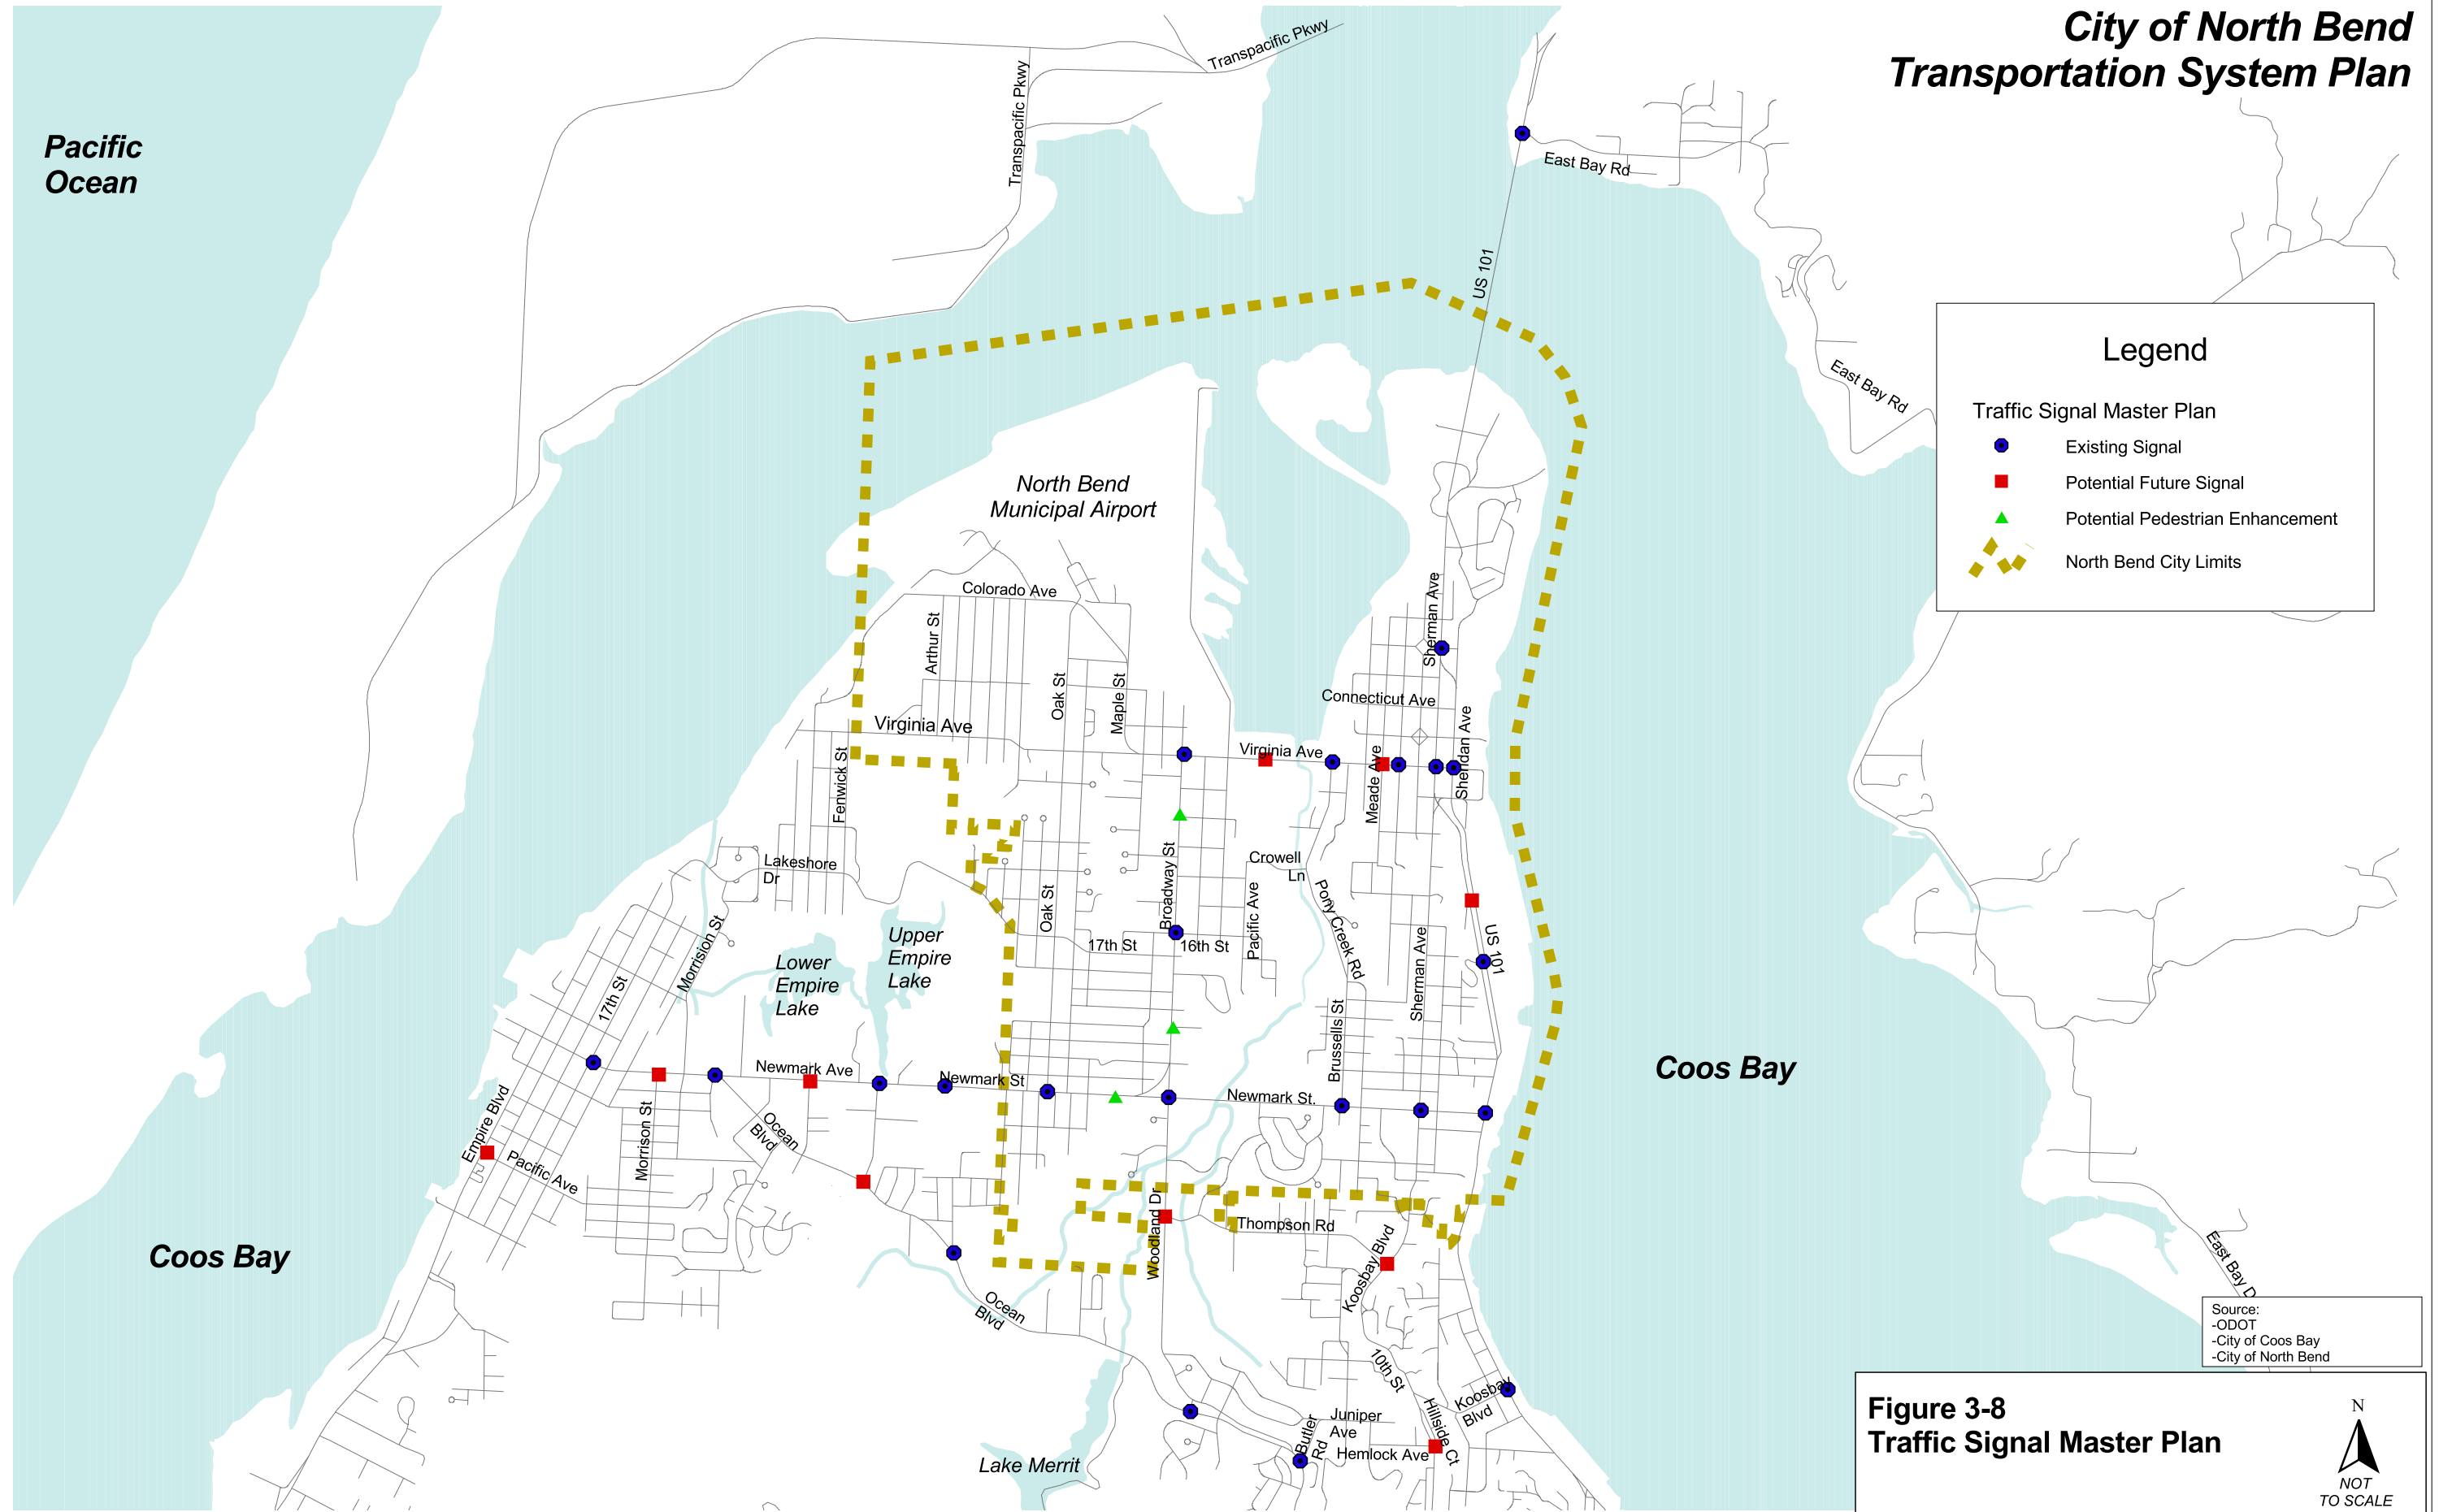 City of North Bend
Transportation System Plan
Pacific
Ocean
Transpacific Pkwy
Transpacific Pkwy
East Bay Rd
US 101
East Bay Rd
Legend
Traffic Signal Master Plan
Existing Signal
Potential Future Signal
Potential Pedestrian Enhancement
North Bend City Limits
North Bend
Municipal Airport
Colorado Ave
Arthur St
Oak St
Maple St
Sherman Ave
Connecticut Ave
Virginia Ave
Virginia Ave
Sheridan Ave
Meade Ave
Fenwick St
Lakeshore
Dr
Crowell
Ln
Broadway St
Oak St
Pacific Ave
Pony Creek Rd
Morrision St
Upper
Empire
Lake
Lower
Empire
Lake
17th St
16th St
US 101
Sherman Ave
17th St
Brussells St
Newmark Ave
Newmark St
Newmark St.
Coos Bay
Empire Blvd
Pacific Ave
Morrison St
Ocean
Blvd
Woodland Dr
Thompson Rd
Koosbay Blvd
Coos Bay
Ocean
Blvd
East Bay D
Source:
-ODOT
-City of Coos Bay
-City of North Bend
10th St
Koosbay
Blvd
Hillside Ct
Juniper
Ave
Butler
Rd
Hemlock Ave
Lake Merrit
Figure 3-8
Traffic Signal Master Plan
N
NOT
TO SCALE